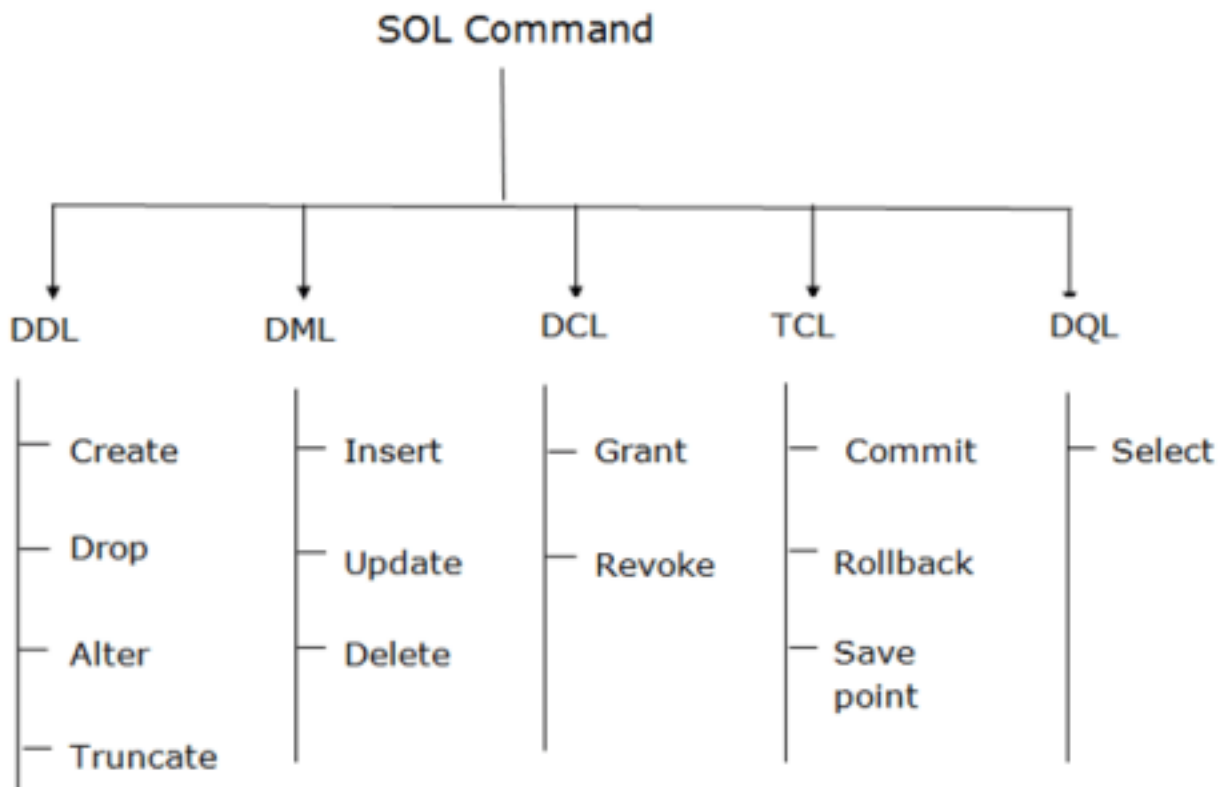 SOL Command
DDL
DML
DCL
TCL
DQL
Create
Drop
Alter
Truncate
Insert
Update
Delete
Grant
Revoke
Commit
Rollback
Save
point
Select